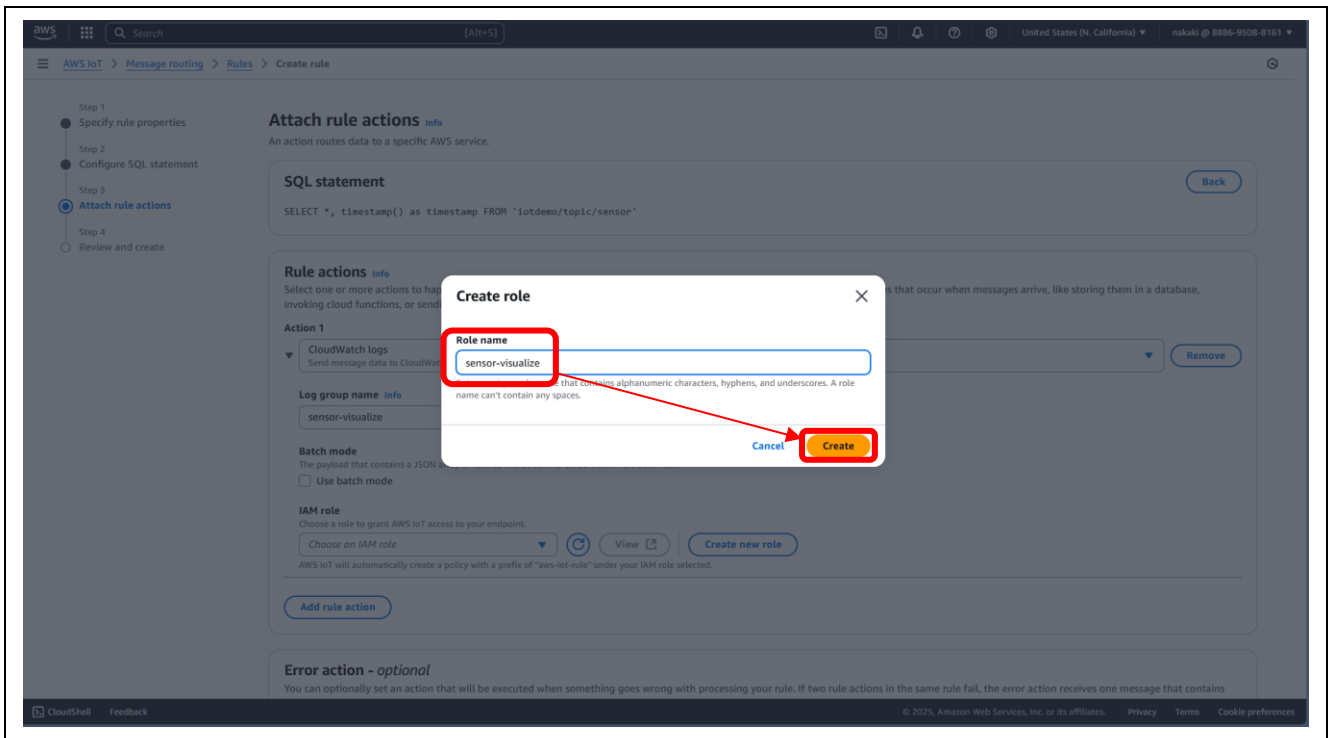 aws Search [Alt+S] United States (N. California) ▼ nakaki @ 8886-9508-8161 ▼
AWS IoT > Message routing > Rules > Create rule
Step 1
Specify rule properties
Step 2
Configure SQL statement
Step 3
Attach rule actions
Step 4
Review and create
Attach rule actions Info
An action routes data to a specific AWS service.
SQL statement
Back
SELECT *, timestamp() as timestamp FROM 'iotdemo/topic/sensor'
Rule actions Info
Select one or more actions to hap
s that occur when messages arrive, like storing them in a database,
invoking cloud functions, or sendi
Action 1
CloudWatch logs
Send message data to CloudWat
Remove
Log group name Info
sensor-visualize
Batch mode
The payload that contains a JSON a
Use batch mode
IAM role
Choose a role to grant AWS IoT access to your endpoint.
Choose an IAM role
View
Create new role
AWS IoT will automatically create a policy with a prefix of "aws-iot-rule" under your IAM role selected.
Add rule action
Create role
Role name
sensor-visualize
that contains alphanumeric characters, hyphens, and underscores. A role
name can't contain any spaces.
Cancel
Create
Error action - optional
You can optionally set an action that will be executed when something goes wrong with processing your rule. If two rule actions in the same rule fail, the error action receives one message that contains
CloudShell Feedback © 2025, Amazon Web Services, Inc. or its affiliates. Privacy Terms Cookie preferences